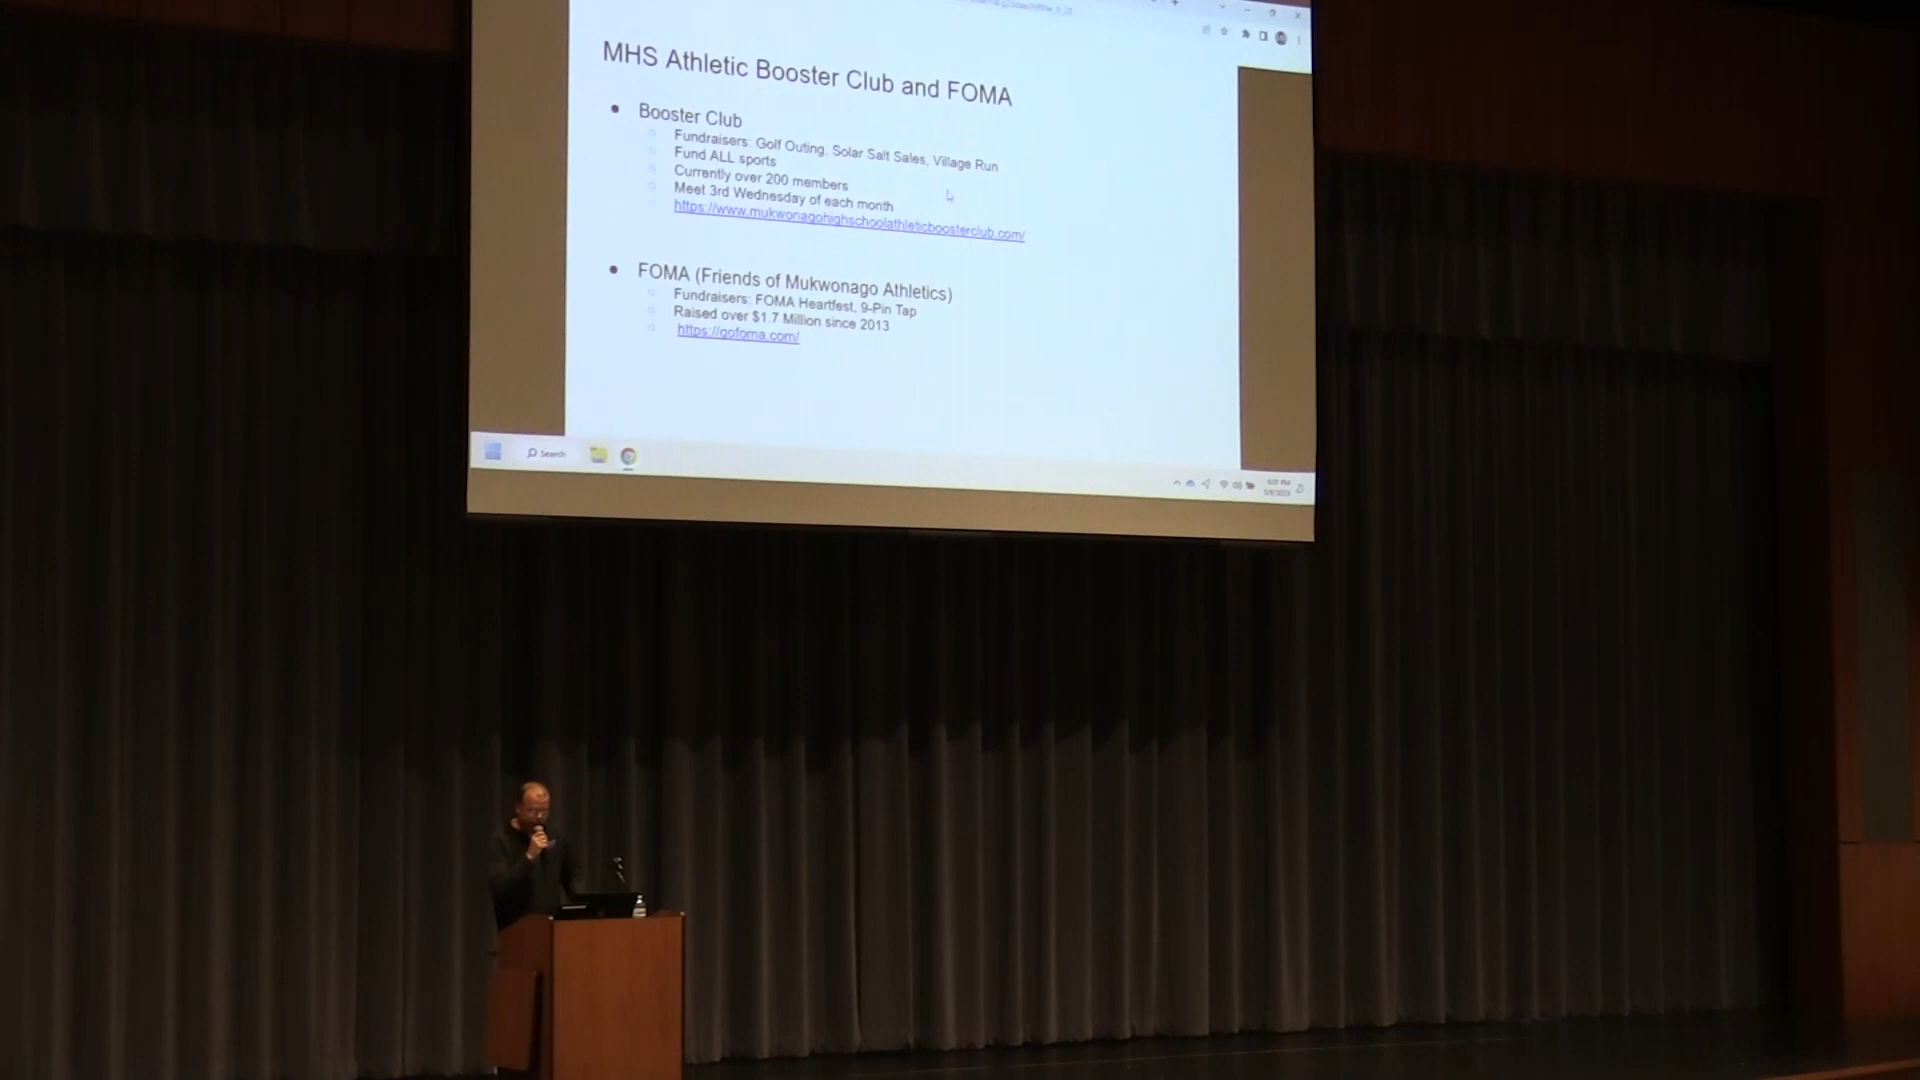 MHS Athletic Booster Club and FOMA
● Booster Club
○ Fundraisers: Golf Outing, Solar Salt Sales, Village Run
○ Fund ALL sports
○ Currently over 200 members
○ Meet 3rd Wednesday of each month
○ https://www.mukwonagohighschoolathleticboosterclub.com/
● FOMA (Friends of Mukwonago Athletics)
○ Fundraisers: FOMA Heartfest, 9-Pin Tap
○ Raised over $1.7 Million since 2013
○ https://gofoma.com/
Search